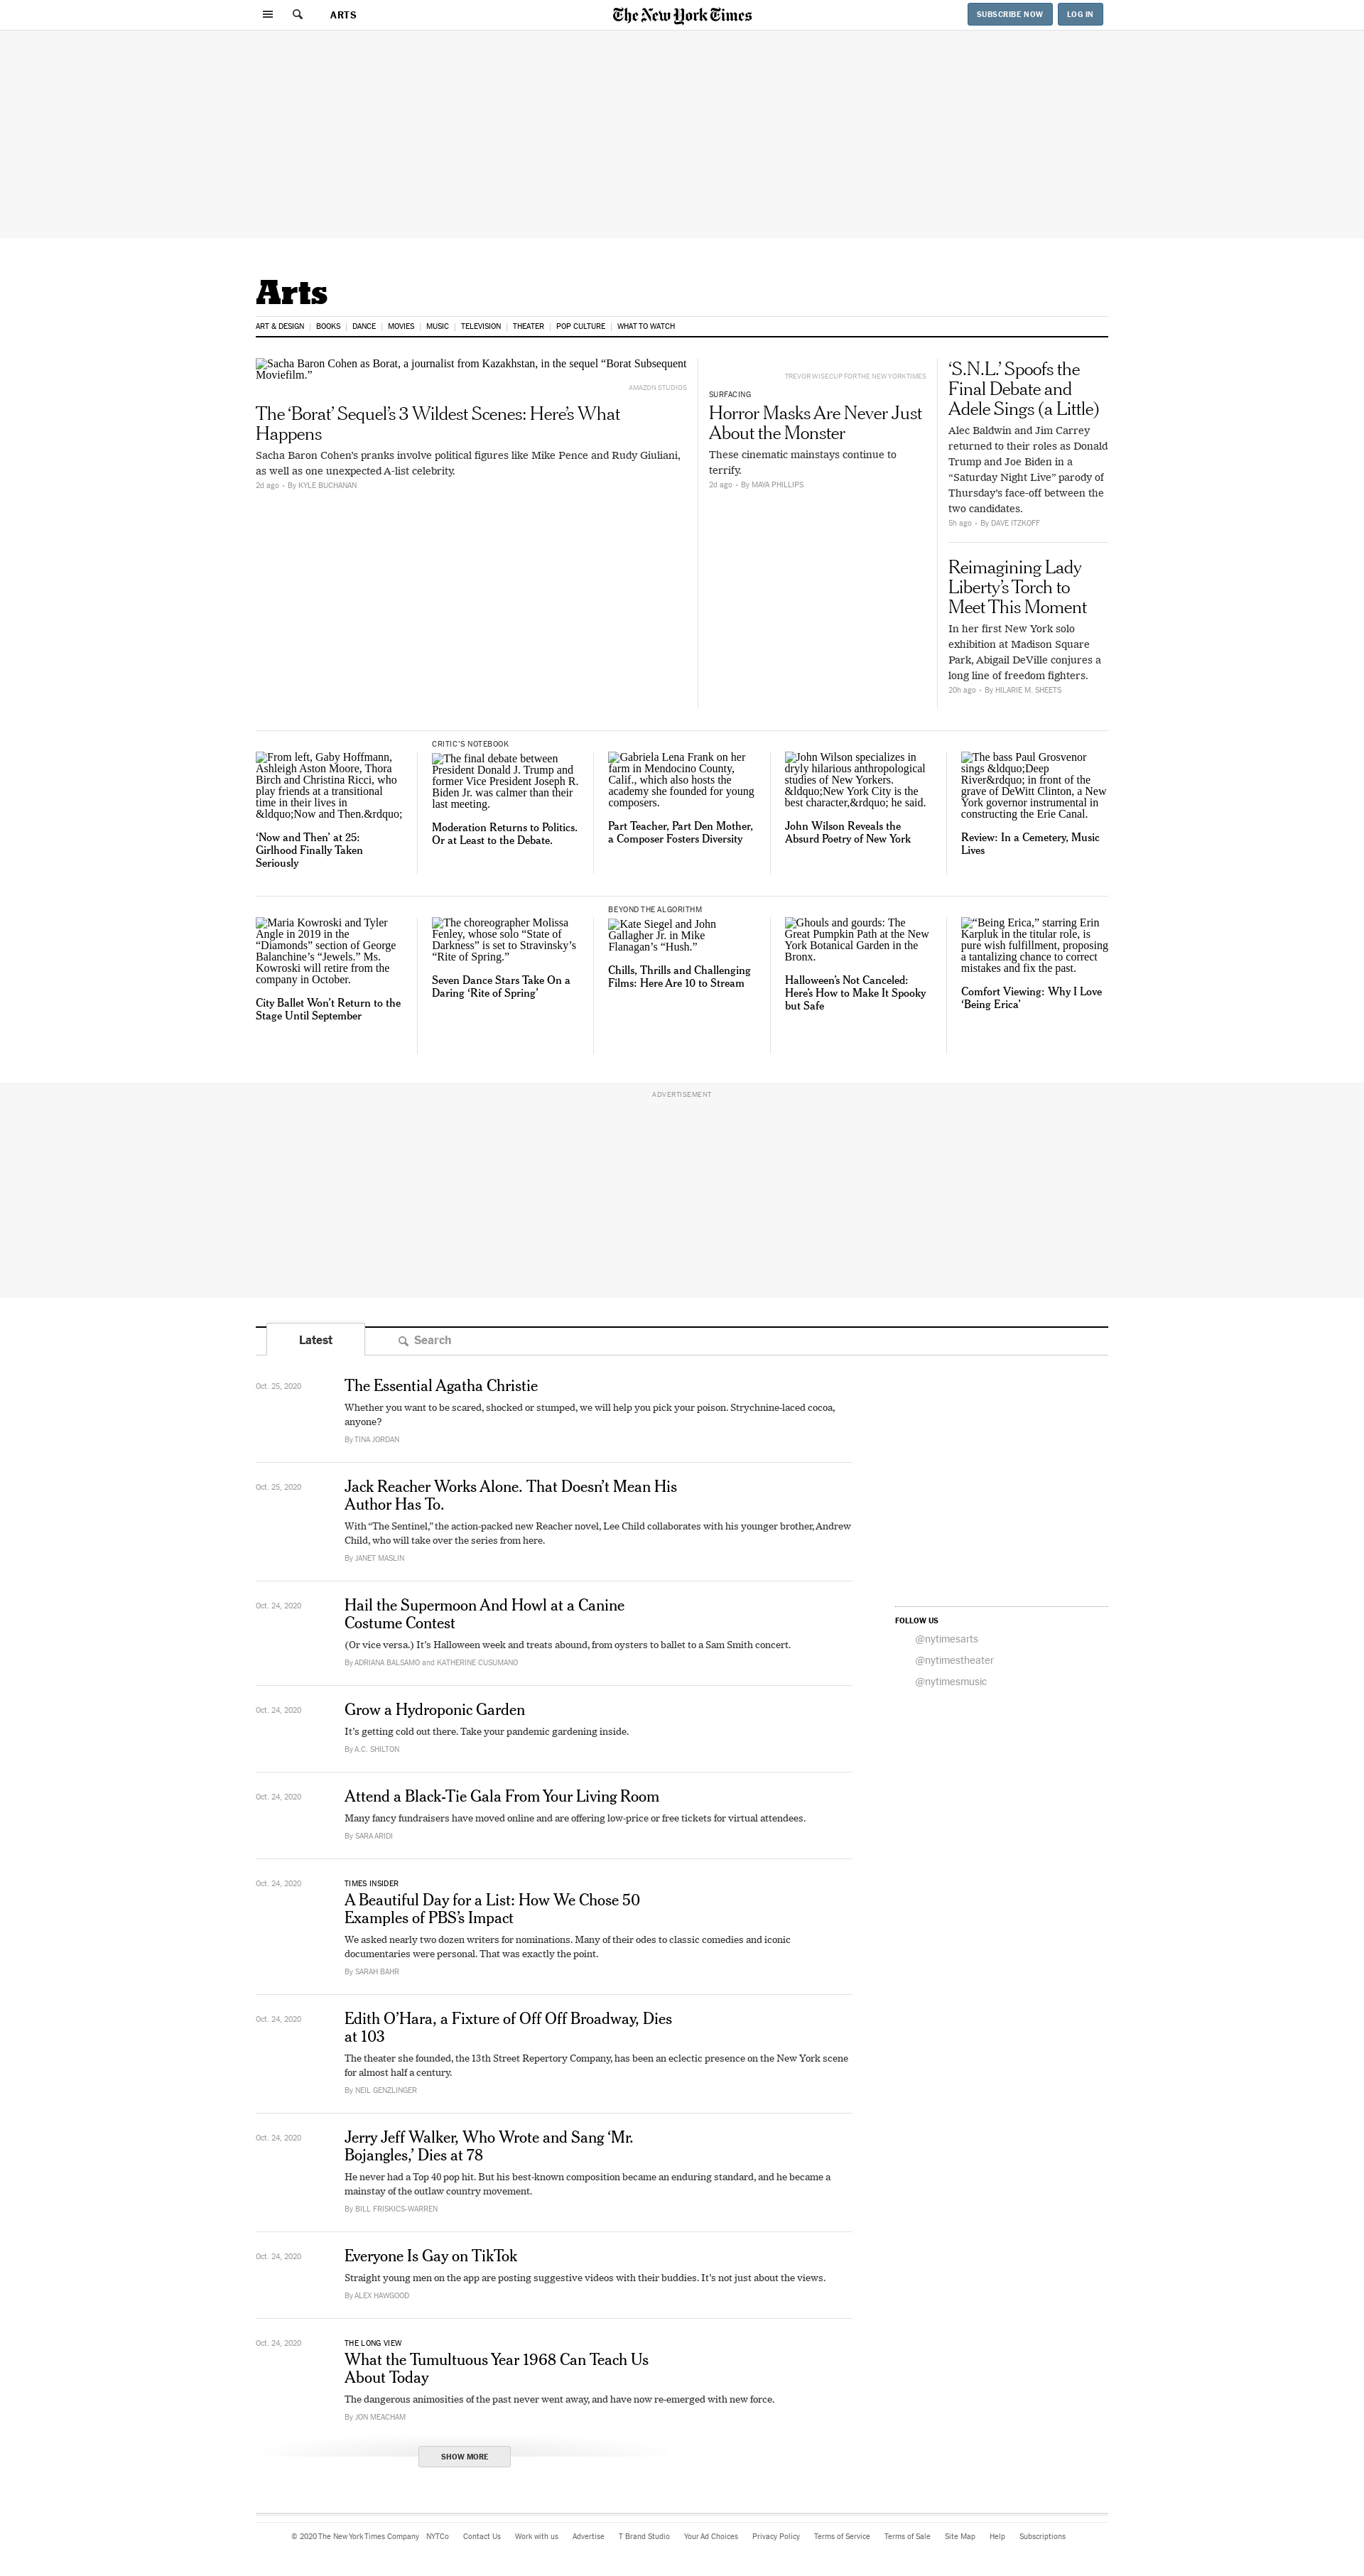 ARTS
The New York Times
SUBSCRIBE NOW
LOG IN
Arts
ART & DESIGN
BOOKS
DANCE
MOVIES
MUSIC
TELEVISION
THEATER
POP CULTURE
WHAT TO WATCH
Sacha Baron Cohen as Borat, a journalist from Kazakhstan, in the sequel “Borat Subsequent
Moviefilm.”
AMAZON STUDIOS
The ‘Borat’ Sequel’s 3 Wildest Scenes: Here’s What
Happens
Sacha Baron Cohen’s pranks involve political figures like Mike Pence and Rudy Giuliani,
as well as one unexpected A-list celebrity.
2d ago • By KYLE BUCHANAN
TREVOR WISECUP FOR THE NEW YORK TIMES
SURFACING
Horror Masks Are Never Just
About the Monster
These cinematic mainstays continue to
terrify.
2d ago • By MAYA PHILLIPS
‘S.N.L.’ Spoofs the
Final Debate and
Adele Sings (a Little)
Alec Baldwin and Jim Carrey
returned to their roles as Donald
Trump and Joe Biden in a
“Saturday Night Live” parody of
Thursday’s face-off between the
two candidates.
5h ago • By DAVE ITZKOFF
Reimagining Lady
Liberty’s Torch to
Meet This Moment
In her first New York solo
exhibition at Madison Square
Park, Abigail DeVille conjures a
long line of freedom fighters.
20h ago • By HILARIE M. SHEETS
From left, Gaby Hoffmann,
Ashleigh Aston Moore, Thora
Birch and Christina Ricci, who
play friends at a transitional
time in their lives in
&ldquo;Now and Then.&rdquo;
‘Now and Then’ at 25:
Girlhood Finally Taken
Seriously
CRITIC’S NOTEBOOK
The final debate between
President Donald J. Trump and
former Vice President Joseph R.
Biden Jr. was calmer than their
last meeting.
Moderation Returns to Politics.
Or at Least to the Debate.
Gabriela Lena Frank on her
farm in Mendocino County,
Calif., which also hosts the
academy she founded for young
composers.
Part Teacher, Part Den Mother,
a Composer Fosters Diversity
John Wilson specializes in
dryly hilarious anthropological
studies of New Yorkers.
&ldquo;New York City is the
best character,&rdquo; he said.
John Wilson Reveals the
Absurd Poetry of New York
The bass Paul Grosvenor
sings &ldquo;Deep
River&rdquo; in front of the
grave of DeWitt Clinton, a New
York governor instrumental in
constructing the Erie Canal.
Review: In a Cemetery, Music
Lives
Maria Kowroski and Tyler
Angle in 2019 in the
“Diamonds” section of George
Balanchine’s “Jewels.” Ms.
Kowroski will retire from the
company in October.
City Ballet Won’t Return to the
Stage Until September
The choreographer Molissa
Fenley, whose solo “State of
Darkness” is set to Stravinsky’s
“Rite of Spring.”
Seven Dance Stars Take On a
Daring ‘Rite of Spring’
BEYOND THE ALGORITHM
Kate Siegel and John
Gallagher Jr. in Mike
Flanagan’s “Hush.”
Chills, Thrills and Challenging
Films: Here Are 10 to Stream
Ghouls and gourds: The
Great Pumpkin Path at the New
York Botanical Garden in the
Bronx.
Halloween’s Not Canceled:
Here’s How to Make It Spooky
but Safe
“Being Erica,” starring Erin
Karpluk in the titular role, is
pure wish fulfillment, proposing
a tantalizing chance to correct
mistakes and fix the past.
Comfort Viewing: Why I Love
‘Being Erica’
ADVERTISEMENT
Latest
Search
Oct. 25, 2020
The Essential Agatha Christie
Whether you want to be scared, shocked or stumped, we will help you pick your poison. Strychnine-laced cocoa,
anyone?
By TINA JORDAN
Oct. 25, 2020
Jack Reacher Works Alone. That Doesn’t Mean His
Author Has To.
With “The Sentinel,” the action-packed new Reacher novel, Lee Child collaborates with his younger brother, Andrew
Child, who will take over the series from here.
By JANET MASLIN
Oct. 24, 2020
Hail the Supermoon And Howl at a Canine
Costume Contest
(Or vice versa.) It’s Halloween week and treats abound, from oysters to ballet to a Sam Smith concert.
By ADRIANA BALSAMO and KATHERINE CUSUMANO
FOLLOW US
@nytimesarts
@nytimestheater
@nytimesmusic
Oct. 24, 2020
Grow a Hydroponic Garden
It’s getting cold out there. Take your pandemic gardening inside.
By A.C. SHILTON
Oct. 24, 2020
Attend a Black-Tie Gala From Your Living Room
Many fancy fundraisers have moved online and are offering low-price or free tickets for virtual attendees.
By SARA ARIDI
Oct. 24, 2020
TIMES INSIDER
A Beautiful Day for a List: How We Chose 50
Examples of PBS’s Impact
We asked nearly two dozen writers for nominations. Many of their odes to classic comedies and iconic
documentaries were personal. That was exactly the point.
By SARAH BAHR
Oct. 24, 2020
Edith O’Hara, a Fixture of Off Off Broadway, Dies
at 103
The theater she founded, the 13th Street Repertory Company, has been an eclectic presence on the New York scene
for almost half a century.
By NEIL GENZLINGER
Oct. 24, 2020
Jerry Jeff Walker, Who Wrote and Sang ‘Mr.
Bojangles,’ Dies at 78
He never had a Top 40 pop hit. But his best-known composition became an enduring standard, and he became a
mainstay of the outlaw country movement.
By BILL FRISKICS-WARREN
Oct. 24, 2020
Everyone Is Gay on TikTok
Straight young men on the app are posting suggestive videos with their buddies. It’s not just about the views.
By ALEX HAWGOOD
Oct. 24, 2020
THE LONG VIEW
What the Tumultuous Year 1968 Can Teach Us
About Today
The dangerous animosities of the past never went away, and have now re-emerged with new force.
By JON MEACHAM
SHOW MORE
© 2020 The New York Times Company
NYTCo
Contact Us
Work with us
Advertise
T Brand Studio
Your Ad Choices
Privacy Policy
Terms of Service
Terms of Sale
Site Map
Help
Subscriptions